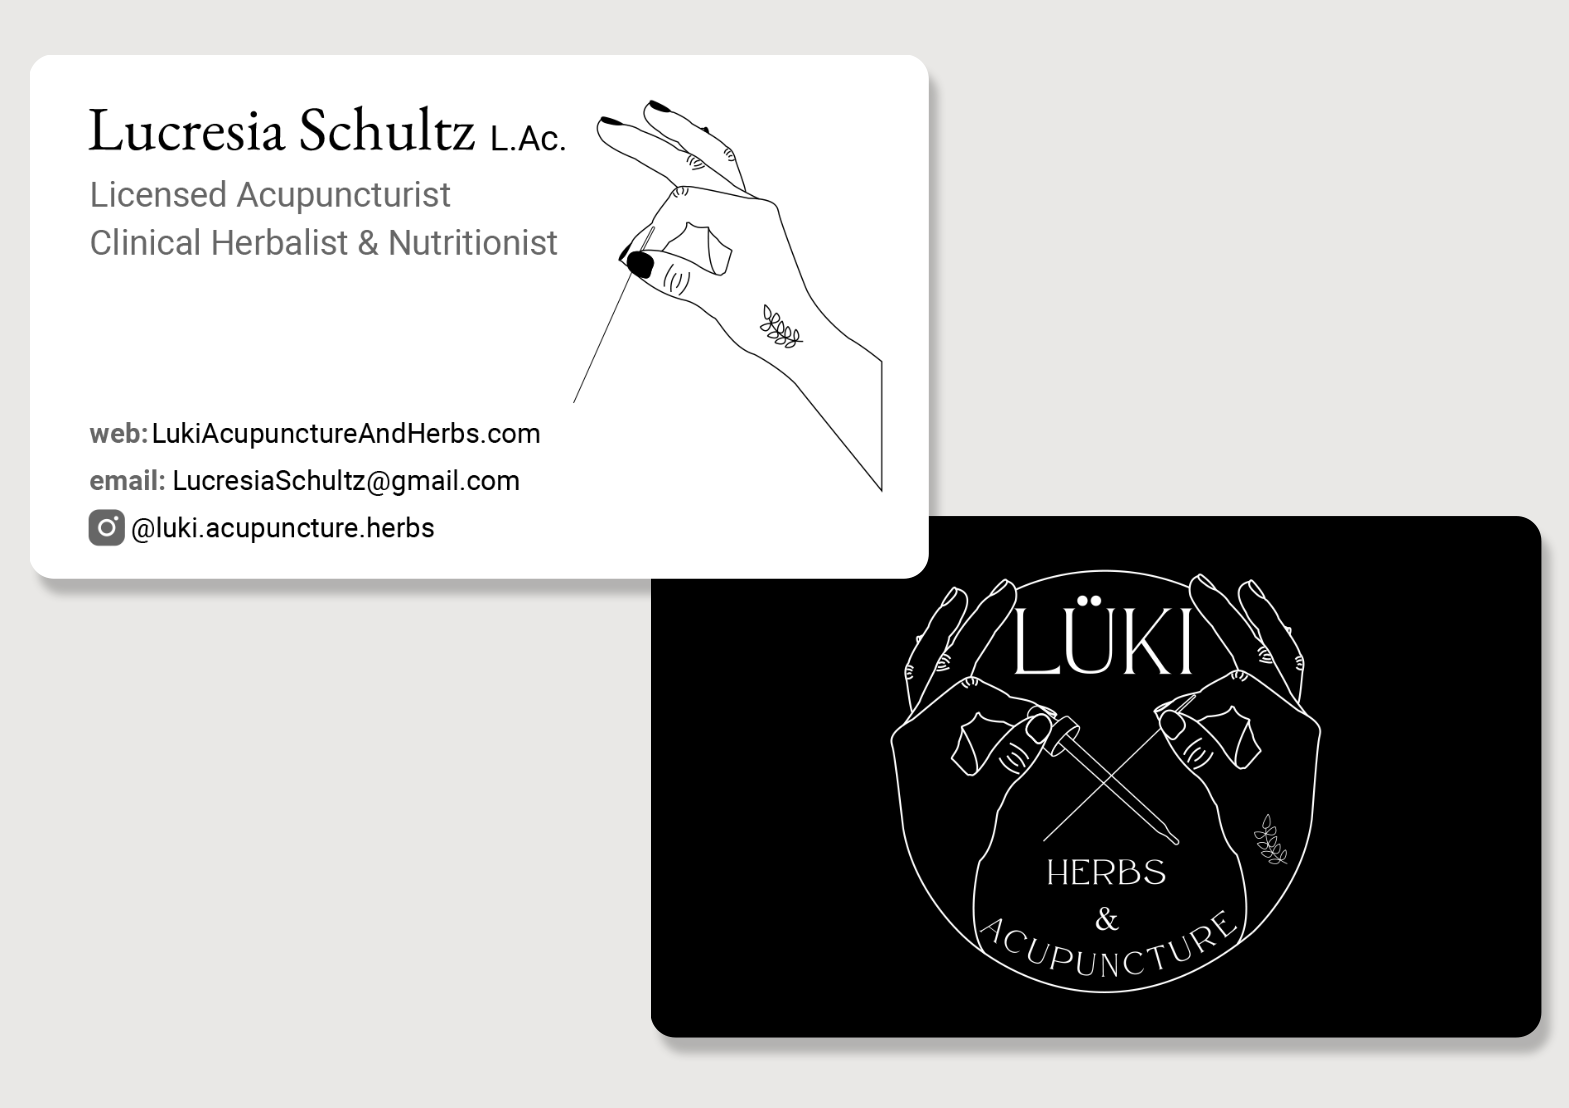 Lucresia Schultz L.Ac.
Licensed Acupuncturist
Clinical Herbalist & Nutritionist
web: LukiAcupunctureAndHerbs.com
email: LucresiaSchultz@gmail.com
@luki.acupuncture.herbs
LÜKI
HERBS
&
ACUPUNCTURE